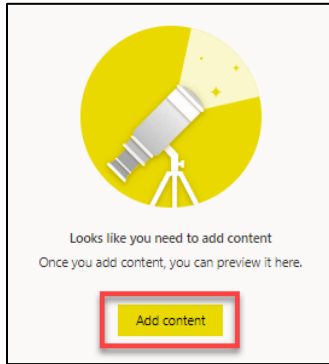 Looks like you need to add content
Once you add content, you can preview it here.
Add content